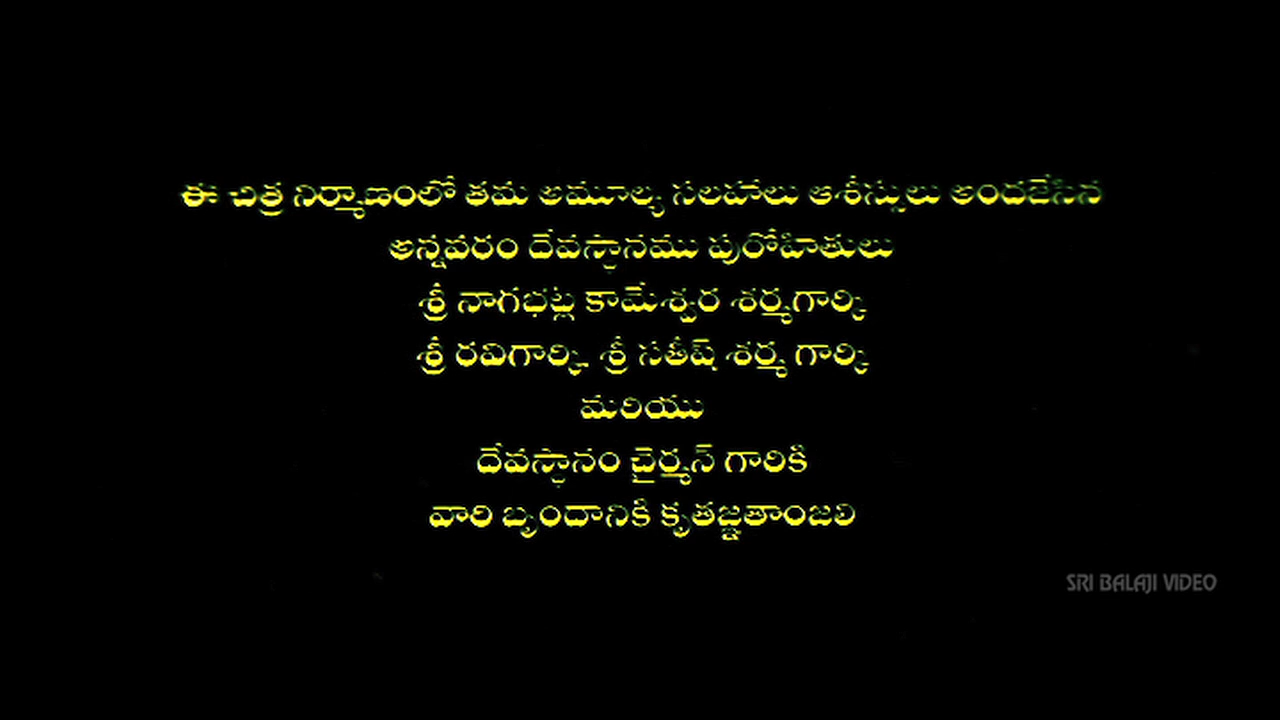 ఈ చిత్ర నిర్మాణంలో తమ అమూల్య సలహాలు ఆశీస్సులు అందజేసిన
అన్నవరం దేవస్థానము పురోహితులు
శ్రీ నాగభట్ల కామేశ్వర శర్మగార్కి
శ్రీ రవిగార్కి, శ్రీ సతీష్ శర్మ గార్కి
మరియు
దేవస్థానం చైర్మన్ గారికి
వారి బృందానికి కృతజ్ఞతాంజలి
SRI BALAJI VIDEO